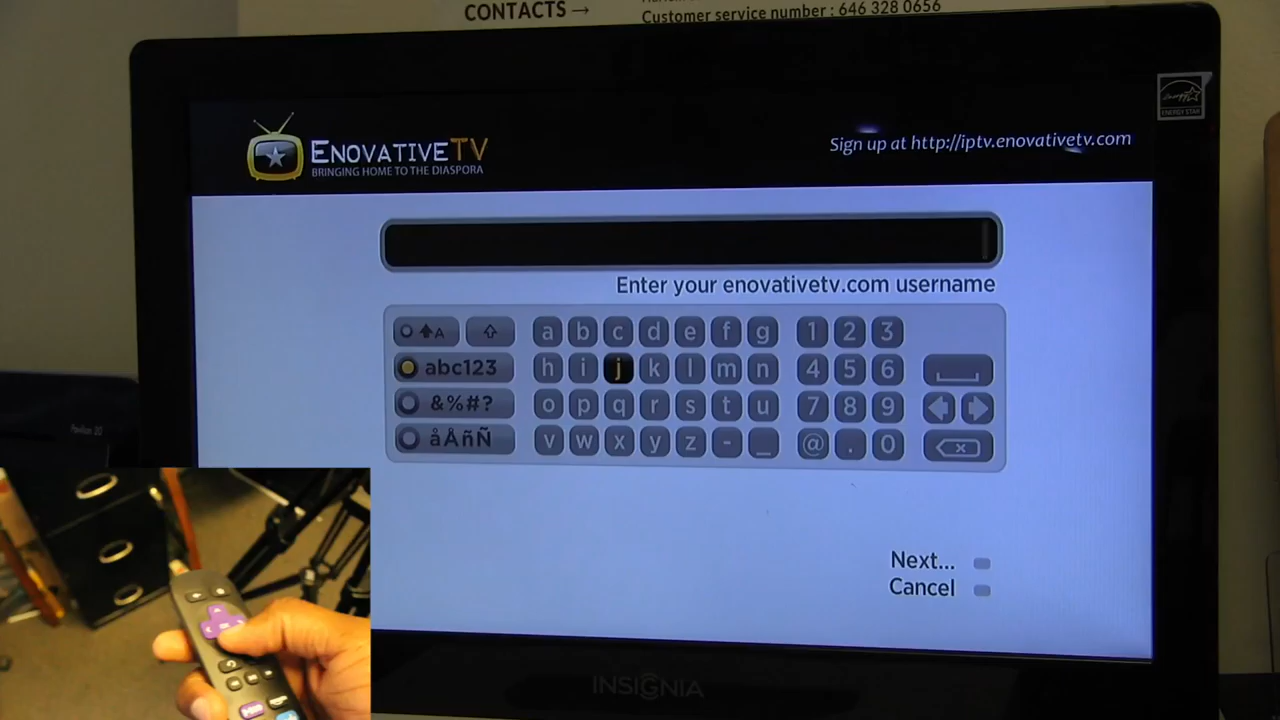 CONTACTS →
Customer service number : 646 328 0656
ENERGY STAR
ENOVATIVETV
BRINGING HOME TO THE DIASPORA
Sign up at http://iptv.enovativetv.com
Enter your enovativetv.com username
A a b c d e f g 1 2 3
abc123 h i j k l m n 4 5 6
&%#? o p q r s t u 7 8 9
åÅñÑ v w x y z - _ @ . 0
Next...
Cancel
INSIGNIA